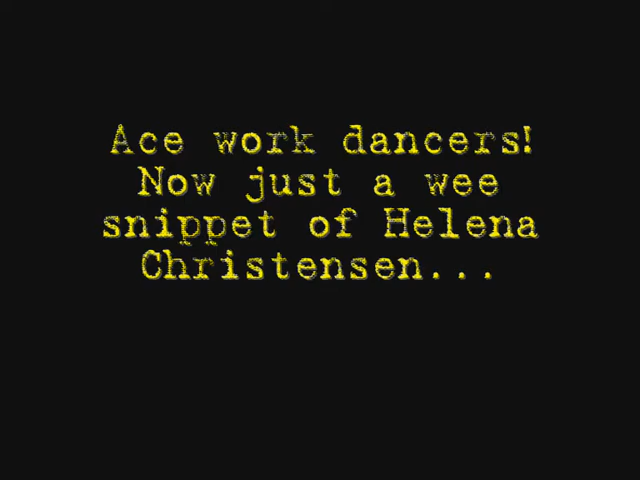 Ace work dancers!
Now just a wee
snippet of Helena
Christensen...